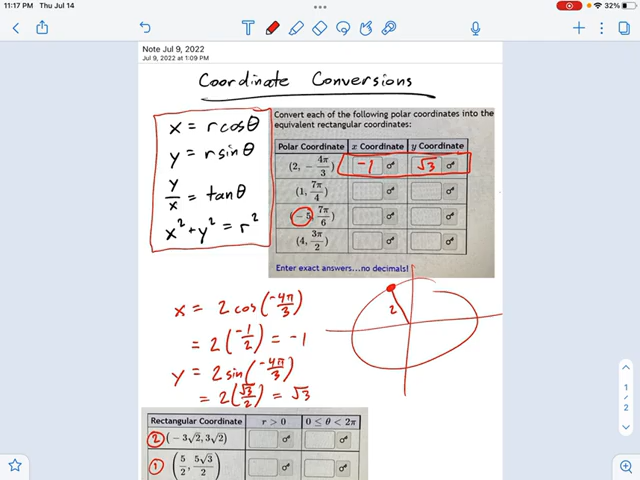 11:17 PM Thu Jul 14
32%
Note Jul 9, 2022
Jul 9, 2022 at 1:09 PM
Coordinate Conversions
x = r cos θ
y = r sin θ
y/x = tan θ
x² + y² = r²
Convert each of the following polar coordinates into the
equivalent rectangular coordinates:
Polar Coordinate x Coordinate y Coordinate
(2, −4π/3) −1 √3
(1, 7π/4)
(−5, 7π/6)
(4, 3π/2)
Enter exact answers...no decimals!
2
x = 2 cos(−4π/3)
= 2(−1/2) = −1
y = 2 sin(−4π/3)
= 2(√3/2) = √3
Rectangular Coordinate r > 0 0 ≤ θ < 2π
② (−3√2, 3√2)
① (5/2, 5√3/2)
1
2